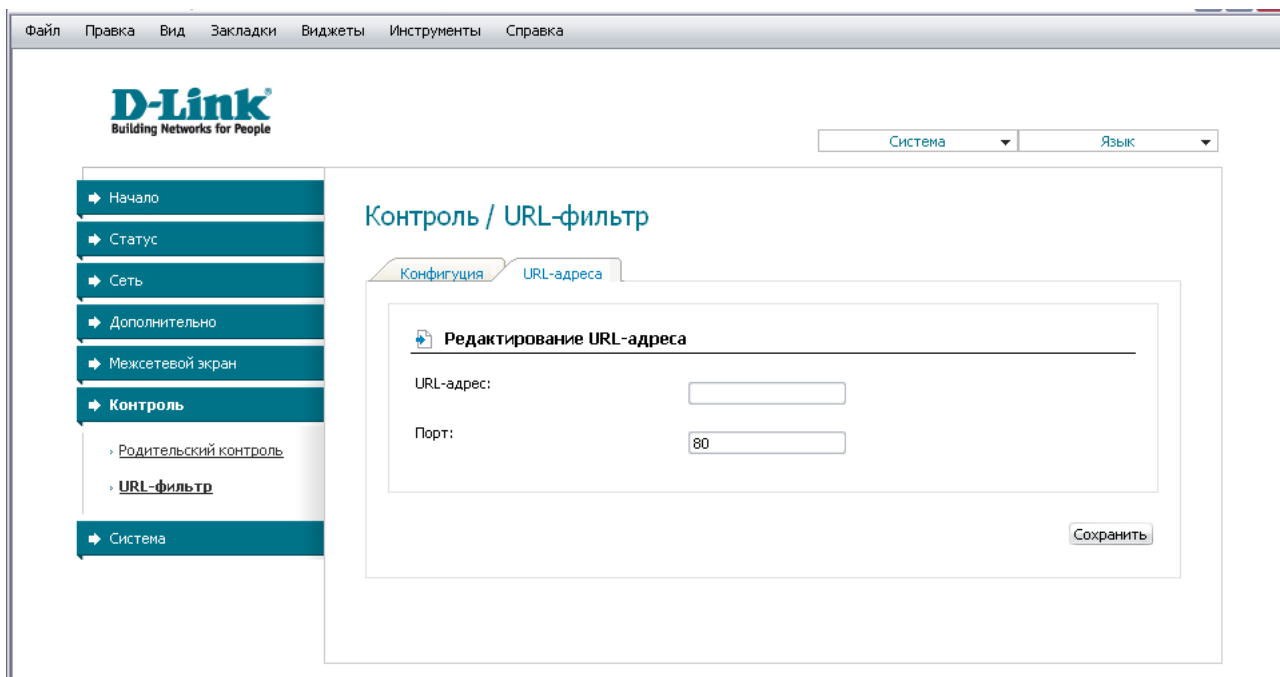 Файл Правка Вид Закладки Виджеты Инструменты Справка
D-Link®
Building Networks for People
Система Язык
Начало
Статус
Сеть
Дополнительно
Межсетевой экран
Контроль
Родительский контроль
URL-фильтр
Система
Контроль / URL-фильтр
Конфигуция URL-адреса
Редактирование URL-адреса
URL-адрес:
Порт: 80
Сохранить